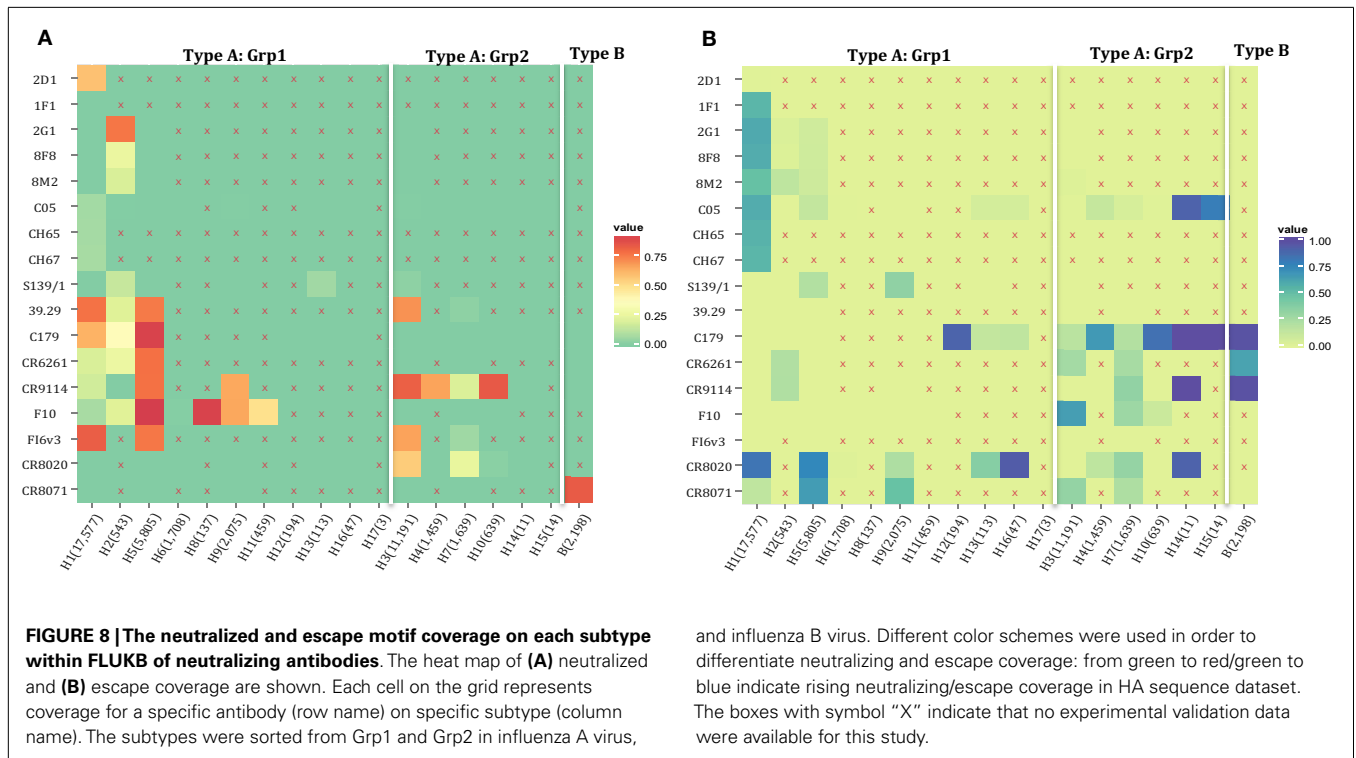 A
Type A: Grp1
Type A: Grp2
Type B
2D1
1F1
2G1
8F8
8M2
C05
CH65
CH67
S139/1
39.29
C179
CR6261
CR9114
F10
FI6v3
CR8020
CR8071
H1(17,577)
H2(543)
H5(5,805)
H6(1,708)
H8(137)
H9(2,075)
H11(459)
H12(194)
H13(113)
H16(47)
H17(3)
H3(11,191)
H4(1,459)
H7(1,639)
H10(639)
H14(11)
H15(14)
B(2,198)
value
0.75
0.50
0.25
0.00
B
Type A: Grp1
Type A: Grp2
Type B
2D1
1F1
2G1
8F8
8M2
C05
CH65
CH67
S139/1
39.29
C179
CR6261
CR9114
F10
FI6v3
CR8020
CR8071
H1(17,577)
H2(543)
H5(5,805)
H6(1,708)
H8(137)
H9(2,075)
H11(459)
H12(194)
H13(113)
H16(47)
H17(3)
H3(11,191)
H4(1,459)
H7(1,639)
H10(639)
H14(11)
H15(14)
B(2,198)
value
1.00
0.75
0.50
0.25
0.00
FIGURE 8 | The neutralized and escape motif coverage on each subtype
within FLUKB of neutralizing antibodies. The heat map of (A) neutralized
and (B) escape coverage are shown. Each cell on the grid represents
coverage for a specific antibody (row name) on specific subtype (column
name). The subtypes were sorted from Grp1 and Grp2 in influenza A virus,
and influenza B virus. Different color schemes were used in order to
differentiate neutralizing and escape coverage: from green to red/green to
blue indicate rising neutralizing/escape coverage in HA sequence dataset.
The boxes with symbol “X” indicate that no experimental validation data
were available for this study.